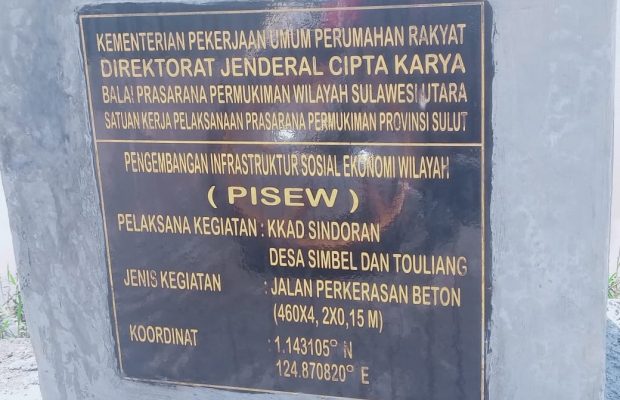 KEMENTERIAN PEKERJAAN UMUM PERUMAHAN RAKYAT
DIREKTORAT JENDERAL CIPTA KARYA
BALAI PRASARANA PERMUKIMAN WILAYAH SULAWESI UTARA
SATUAN KERJA PELAKSANAAN PRASARANA PERMUKIMAN PROVINSI SULUT
PENGEMBANGAN INFRASTRUKTUR SOSIAL EKONOMI WILAYAH
( PISEW )
PELAKSANA KEGIATAN : KKAD SINDORAN
DESA SIMBEL DAN TOULIANG
JENIS KEGIATAN : JALAN PERKERASAN BETON
(460X4, 2X0,15 M)
KOORDINAT : 1.143105° N
124.870820° E